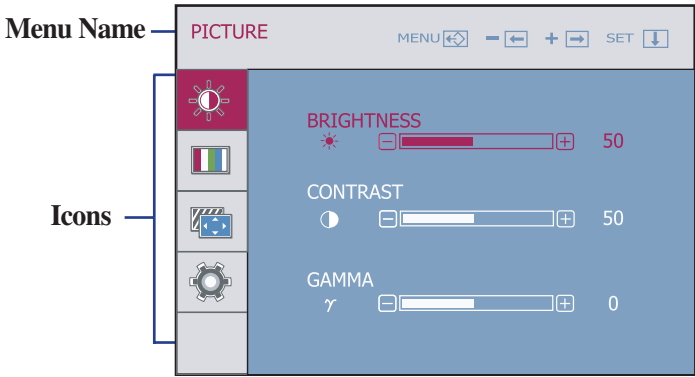 Menu Name
PICTURE
MENU - + SET
Icons
BRIGHTNESS
- + 50
CONTRAST
- + 50
GAMMA
γ - + 0